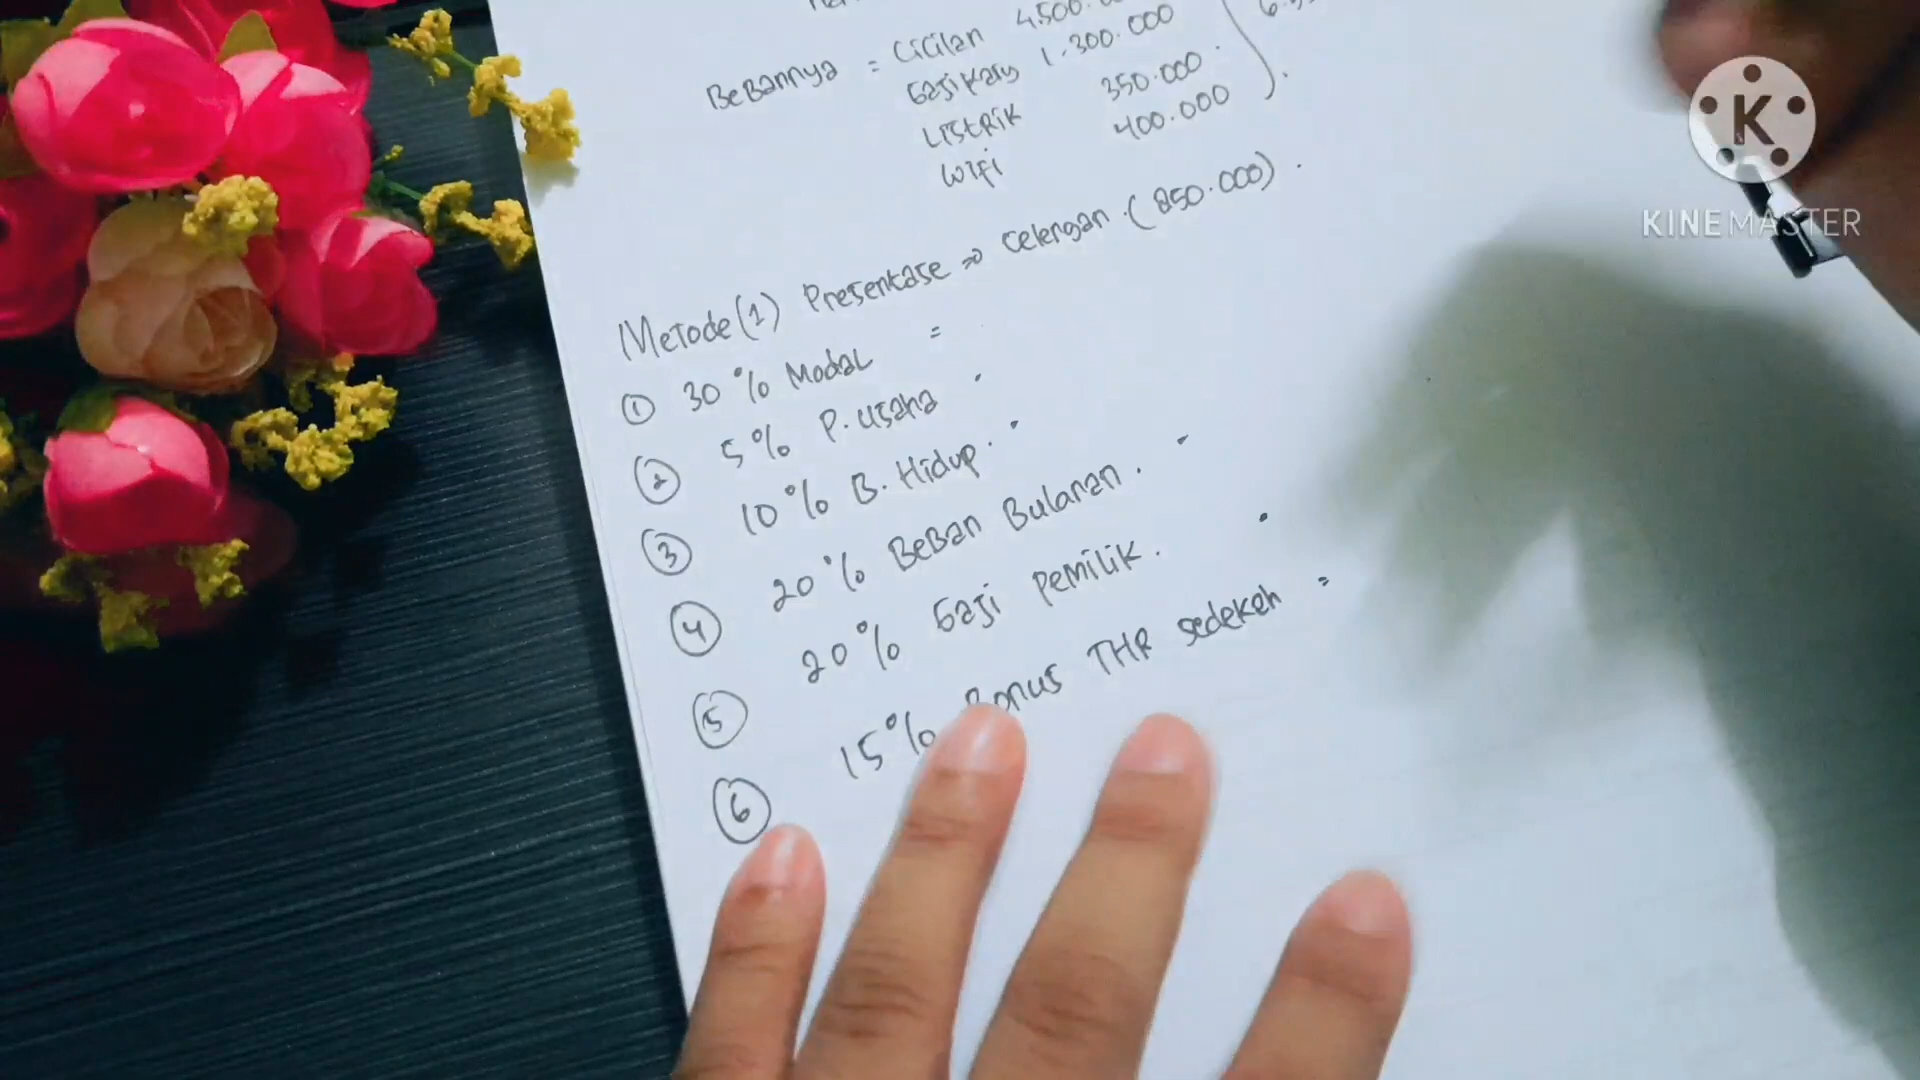 Bebannya = Cicilan 4.500.
Gaji kary 1.300.000
Listrik 350.000
Wifi 400.000
Metode (1) Presentase => Celengan. (850.000).
① 30% Modal =
② 5% P. Usaha
③ 10% B. Hidup.
④ 20% Beban Bulanan.
⑤ 20% Gaji Pemilik.
⑥ 15% Bonus THR sedekah =
K
KINEMASTER